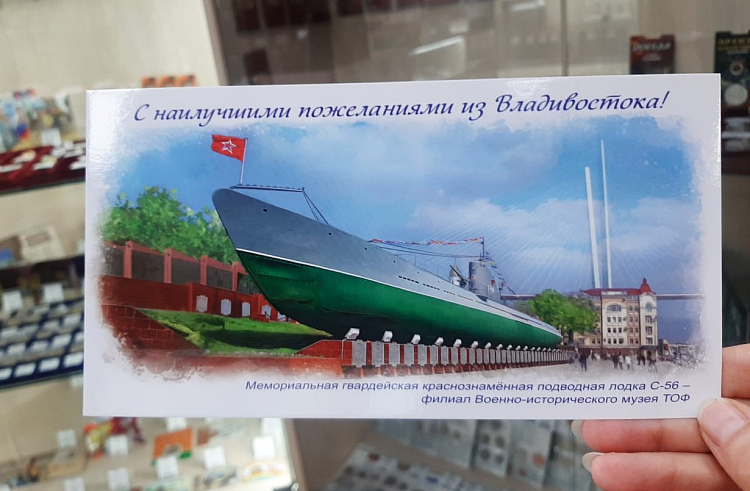 С наилучшими пожеланиями из Владивостока!
Мемориальная гвардейская краснознамённая подводная лодка С-56 –
филиал Военно-исторического музея ТОФ